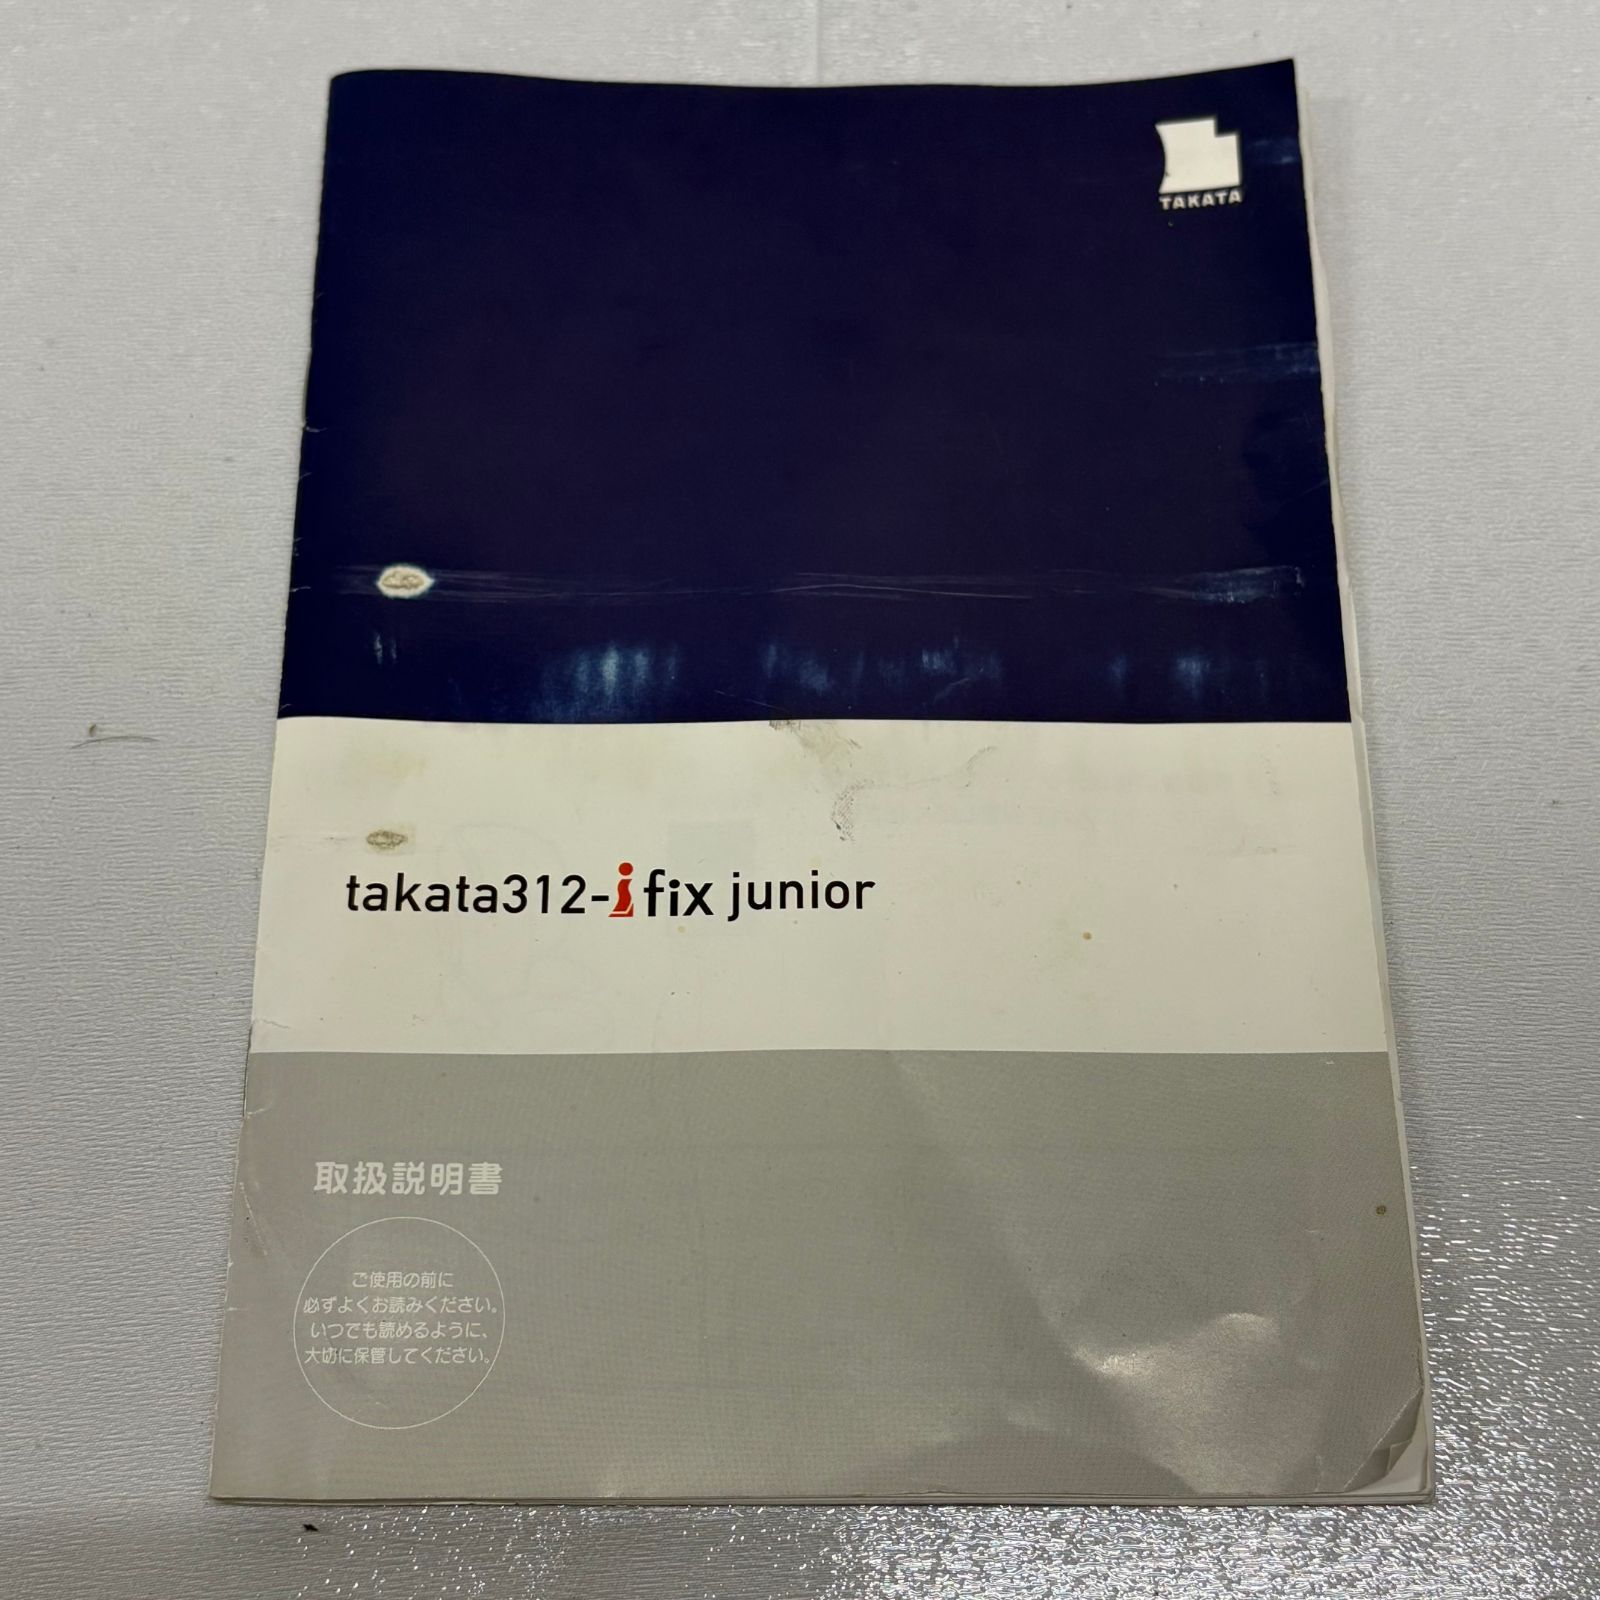 TAKATA
takata312-i fix junior
取扱説明書
ご使用の前に
必ずよくお読みください。
いつでも読めるように、
大切に保管してください。